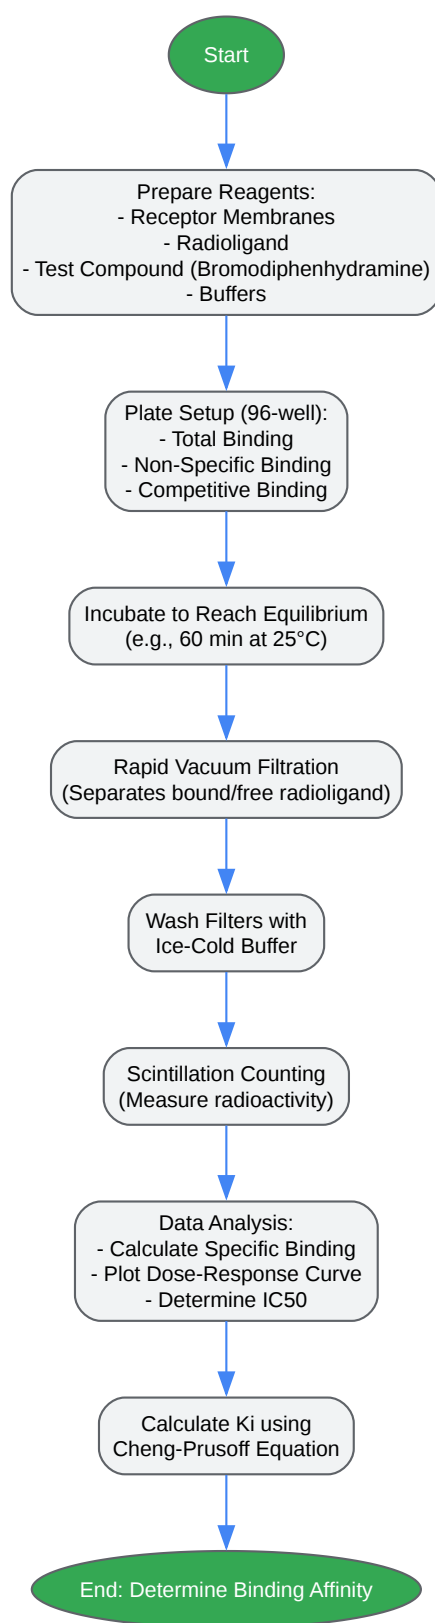 Start
Prepare Reagents:
- Receptor Membranes
- Radioligand
- Test Compound (Bromodiphenhydramine)
- Buffers
Plate Setup (96-well):
- Total Binding
- Non-Specific Binding
- Competitive Binding
Incubate to Reach Equilibrium
(e.g., 60 min at 25°C)
Rapid Vacuum Filtration
(Separates bound/free radioligand)
Wash Filters with
Ice-Cold Buffer
Scintillation Counting
(Measure radioactivity)
Data Analysis:
- Calculate Specific Binding
- Plot Dose-Response Curve
- Determine IC50
Calculate Ki using
Cheng-Prusoff Equation
End: Determine Binding Affinity